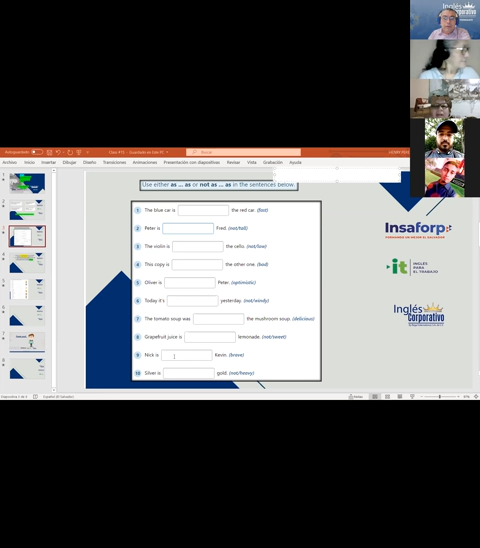 Inglés
Corporativo
Archivo Inicio Insertar Dibujar Diseño Transiciones Animaciones Presentación con diapositivas Revisar Vista Grabación Ayuda
Use either as ... as or not as ... as in the sentences below.
1 The blue car is the red car. (fast)
2 Peter is Fred. (not/tall)
3 The violin is the cello. (not/low)
4 This copy is the other one. (bad)
5 Oliver is Peter. (optimistic)
6 Today it's yesterday. (not/windy)
7 The tomato soup was the mushroom soup. (delicious)
8 Grapefruit juice is lemonade. (not/sweet)
9 Nick is Kevin. (brave)
10 Silver is gold. (not/heavy)
Insaforp
it INGLÉS
PARA
EL TRABAJO
Inglés
Corporativo
Español (El Salvador)
Notas